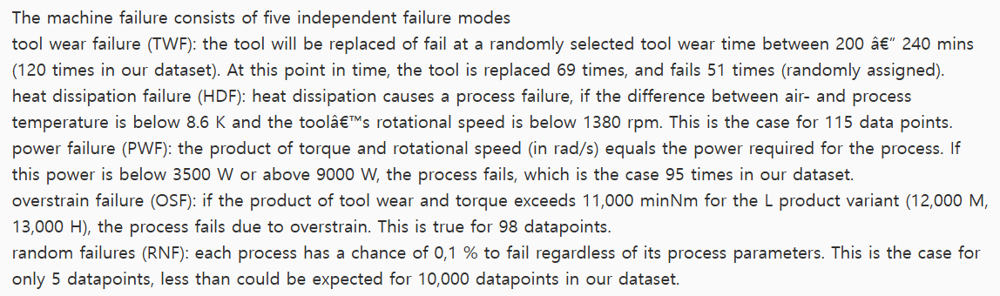 The machine failure consists of five independent failure modes
tool wear failure (TWF): the tool will be replaced of fail at a randomly selected tool wear time between 200 â€“ 240 mins
(120 times in our dataset). At this point in time, the tool is replaced 69 times, and fails 51 times (randomly assigned).
heat dissipation failure (HDF): heat dissipation causes a process failure, if the difference between air- and process
temperature is below 8.6 K and the toolâ€™s rotational speed is below 1380 rpm. This is the case for 115 data points.
power failure (PWF): the product of torque and rotational speed (in rad/s) equals the power required for the process. If
this power is below 3500 W or above 9000 W, the process fails, which is the case 95 times in our dataset.
overstrain failure (OSF): if the product of tool wear and torque exceeds 11,000 minNm for the L product variant (12,000 M,
13,000 H), the process fails due to overstrain. This is true for 98 datapoints.
random failures (RNF): each process has a chance of 0,1 % to fail regardless of its process parameters. This is the case for
only 5 datapoints, less than could be expected for 10,000 datapoints in our dataset.